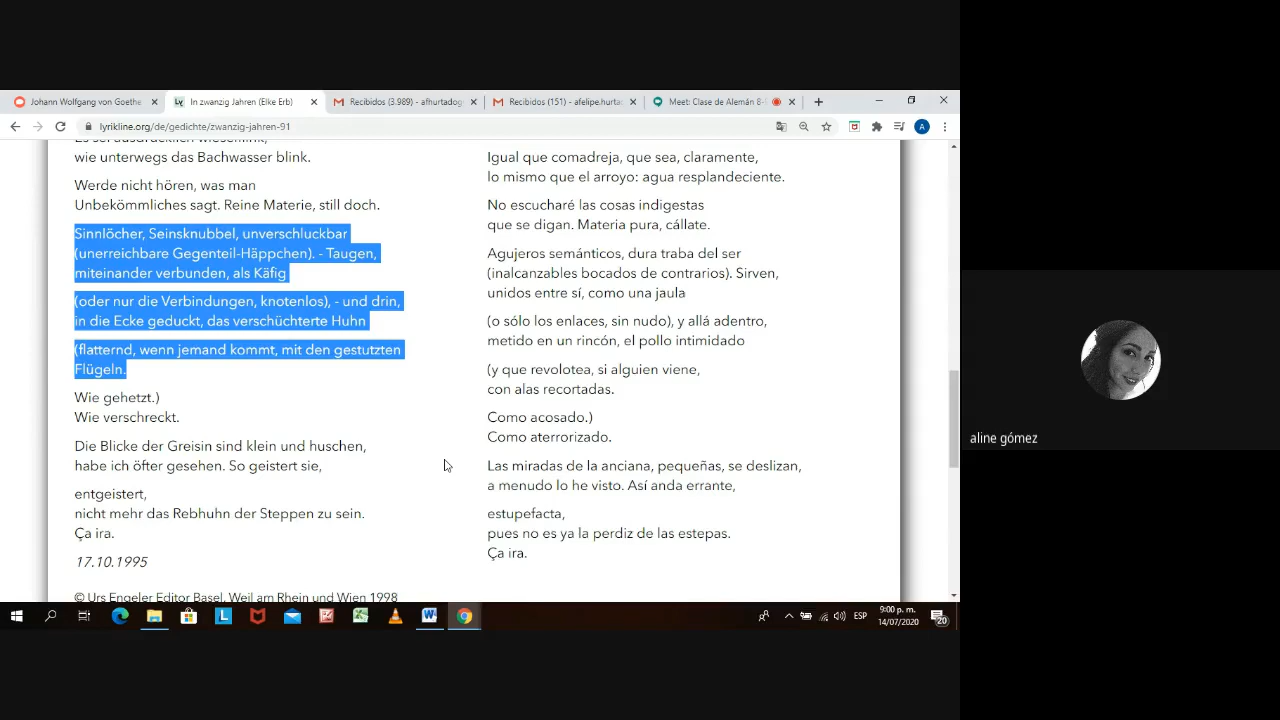 Johann Wolfgang von Goethe
In zwanzig Jahren (Elke Erb)
Recibidos (3.989) - afhurtadog
Recibidos (151) - afelipe.hurta
Meet: Clase de Alemán 8-
lyrikline.org/de/gedichte/zwanzig-jahren-91
wie unterwegs das Bachwasser blink.
Werde nicht hören, was man
Unbekömmliches sagt. Reine Materie, still doch.
Sinnlöcher, Seinsknubbel, unverschluckbar
(unerreichbare Gegenteil-Häppchen). - Taugen,
miteinander verbunden, als Käfig
(oder nur die Verbindungen, knotenlos), - und drin,
in die Ecke geduckt, das verschüchterte Huhn
(flatternd, wenn jemand kommt, mit den gestutzten
Flügeln.
Wie gehetzt.)
Wie verschreckt.
Die Blicke der Greisin sind klein und huschen,
habe ich öfter gesehen. So geistert sie,
entgeistert,
nicht mehr das Rebhuhn der Steppen zu sein.
Ça ira.
17.10.1995
© Urs Engeler Editor Basel, Weil am Rhein und Wien 1998
Igual que comadreja, que sea, claramente,
lo mismo que el arroyo: agua resplandeciente.
No escucharé las cosas indigestas
que se digan. Materia pura, cállate.
Agujeros semánticos, dura traba del ser
(inalcanzables bocados de contrarios). Sirven,
unidos entre sí, como una jaula
(o sólo los enlaces, sin nudo), y allá adentro,
metido en un rincón, el pollo intimidado
(y que revolotea, si alguien viene,
con alas recortadas.
Como acosado.)
Como aterrorizado.
Las miradas de la anciana, pequeñas, se deslizan,
a menudo lo he visto. Así anda errante,
estupefacta,
pues no es ya la perdiz de las estepas.
Ça ira.
aline gómez
ESP
9:00 p. m.
14/07/2020
20